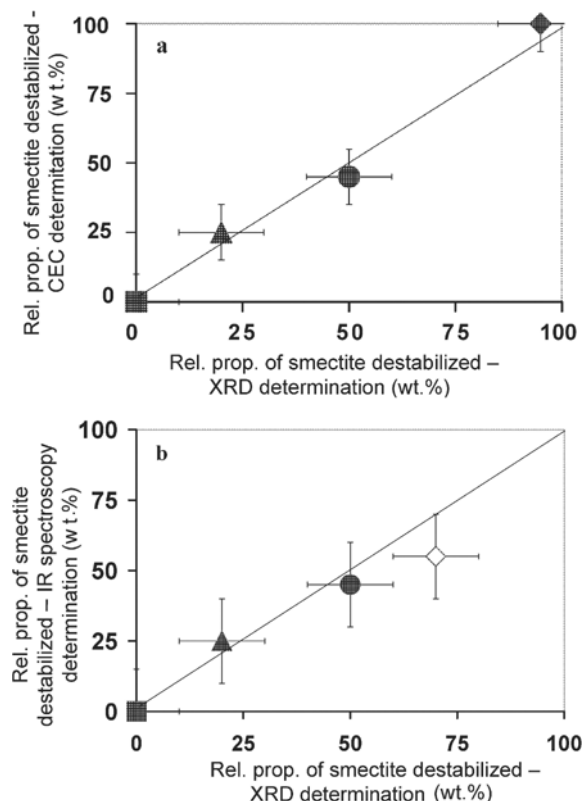 a
Rel. prop. of smectite destabilized -
CEC determitation (wt.%)
100
75
50
25
0
0 25 50 75 100
Rel. prop. of smectite destabilized –
XRD determination (wt.%)
b
Rel. prop. of smectite
destabilized – IR spectroscopy
determination (wt.%)
100
75
50
25
0
0 25 50 75 100
Rel. prop. of smectite destabilized –
XRD determination (wt.%)